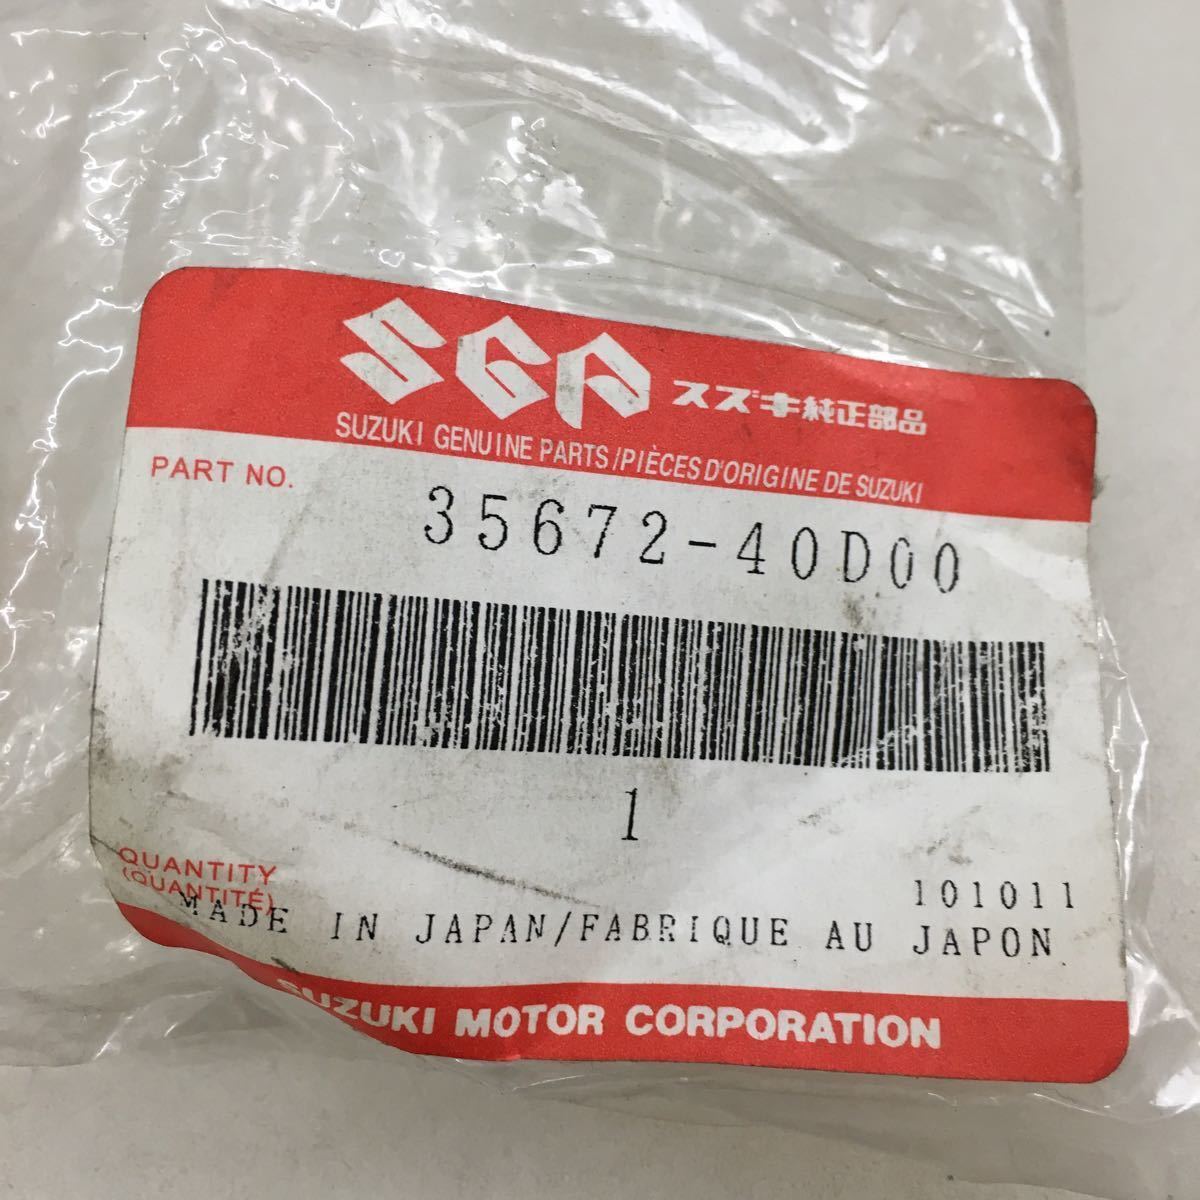 SGP スズキ純正部品
SUZUKI GENUINE PARTS/PIÈCES D'ORIGINE DE SUZUKI
PART NO. 35672-40D00
1
QUANTITY
(QUANTITÉ)
101011
MADE IN JAPAN/FABRIQUE AU JAPON
SUZUKI MOTOR CORPORATION